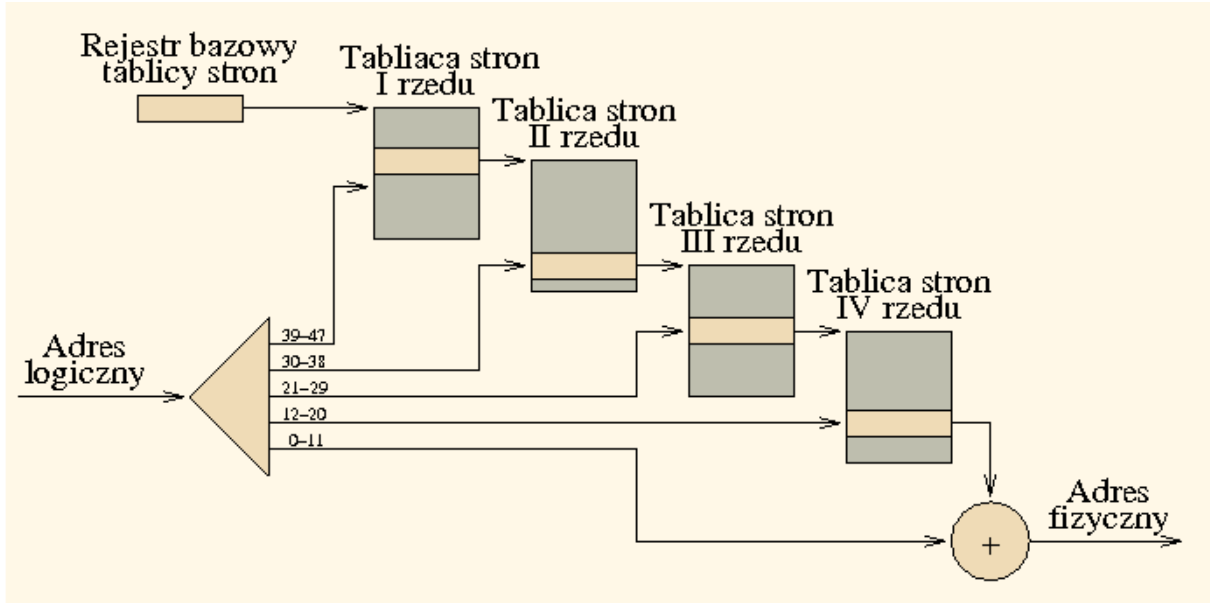 Rejestr bazowy
tablicy stron
Tabliaca stron
I rzedu
Tablica stron
II rzedu
Tablica stron
III rzedu
Tablica stron
IV rzedu
Adres
logiczny
39–47
30–38
21–29
12–20
0–11
Adres
fizyczny
+